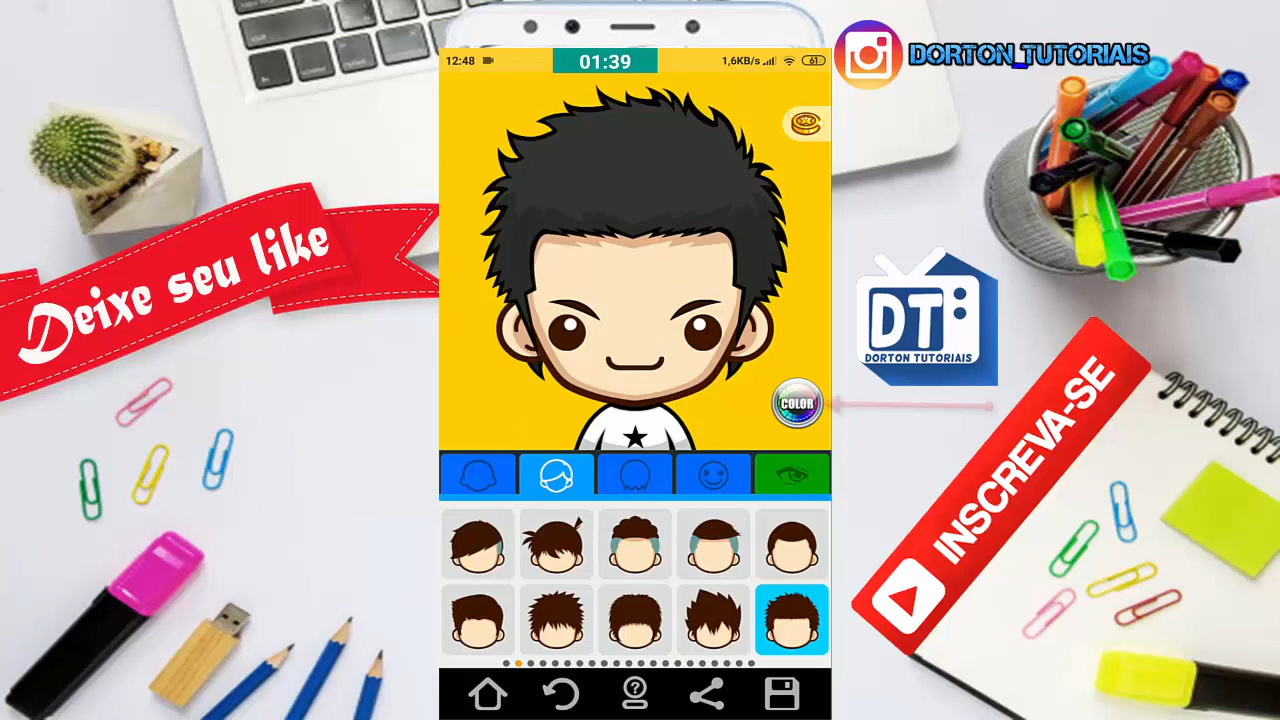 12:48
01:39
1,6KB/s
61
DORTON_TUTORIAIS
Deixe seu like
DT
DORTON TUTORIAIS
COLOR
INSCREVA-SE
?